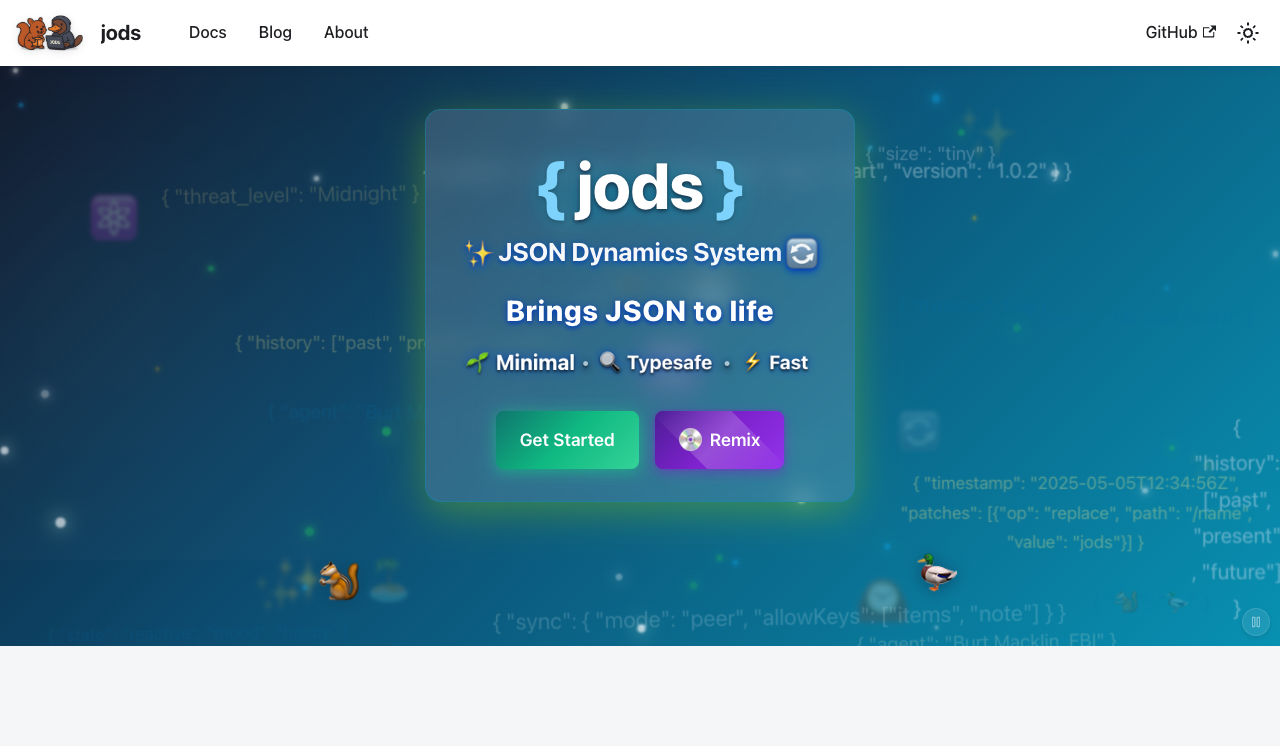 jods
Docs
Blog
About
GitHub
{ "size": "tiny" }
art", "version": "1.0.2" } }
{ "threat_level": "Midnight" }
{ jods }
JSON Dynamics System
Brings JSON to life
{ "history": ["past", "pre
Minimal • Typesafe • Fast
{ "agent": "Burt M
Get Started
Remix
{
"history":
["past",
"present"
, "future"]
}
{ "timestamp": "2025-05-05T12:34:56Z",
"patches": [{"op": "replace", "path": "/name",
"value": "jods"}] }
{ "sync": { "mode": "peer", "allowKeys": ["items", "note"] } }
{ "agent": "Burt Macklin, FBI" }